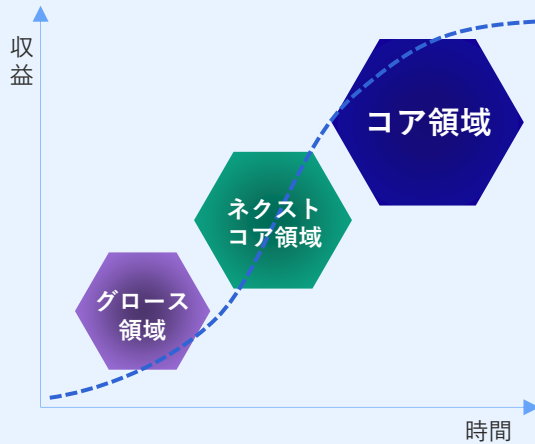 収益
コア領域
ネクスト
コア領域
グロース
領域
時間